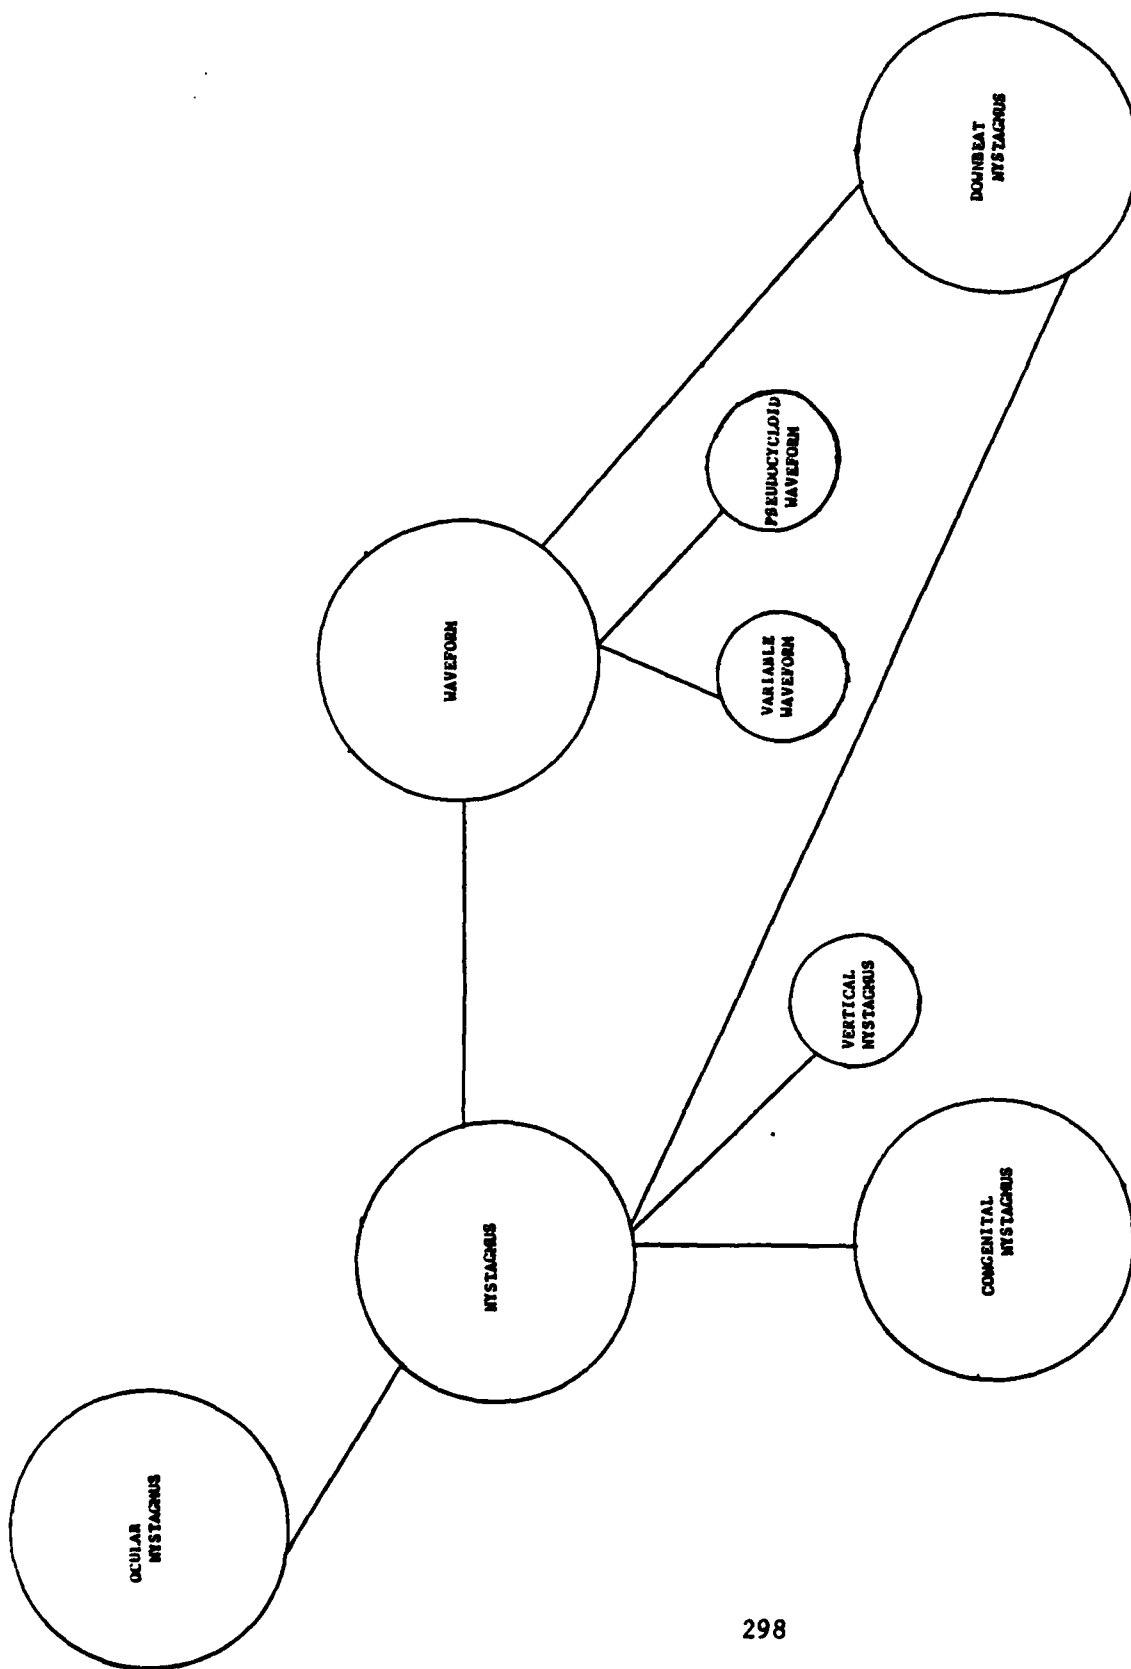 OCULAR
NYSTAGMUS
NYSTAGMUS
CONGENITAL
NYSTAGMUS
VERTICAL
NYSTAGMUS
WAVEFORM
VARIABLE
WAVEFORM
PSEUDOCYCLOID
WAVEFORM
DOWNBEAT
NYSTAGMUS
298